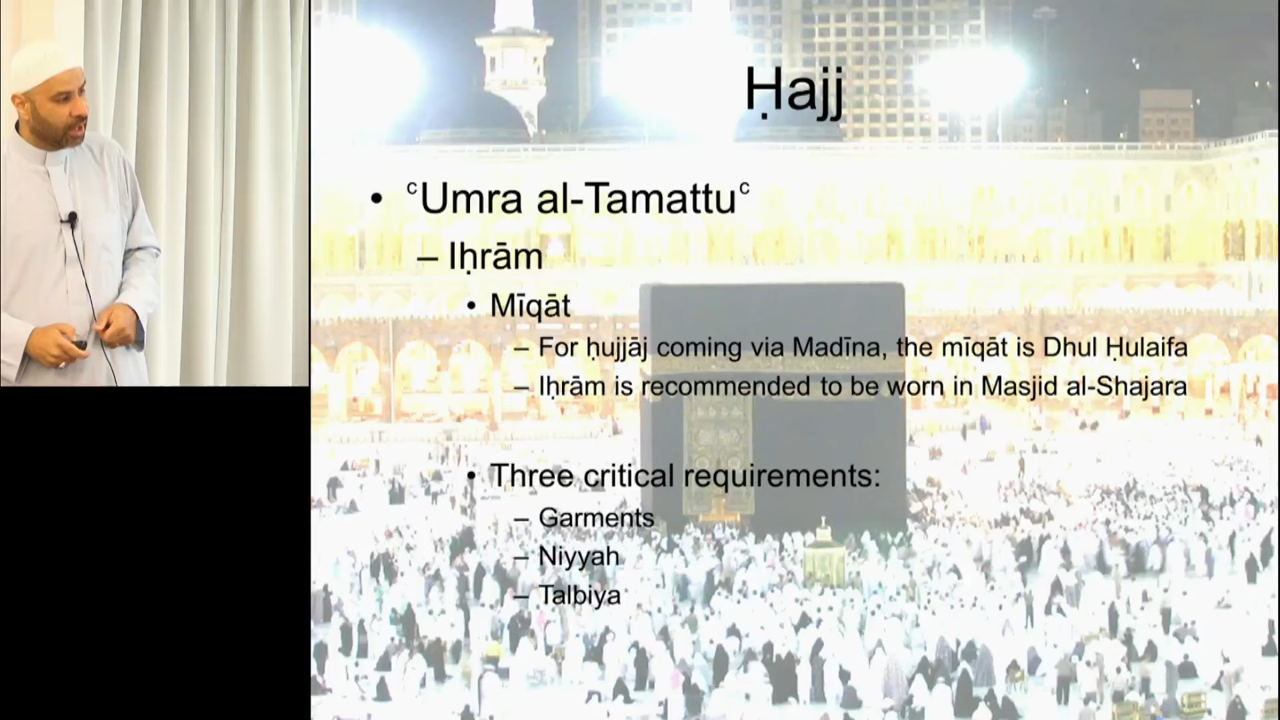 Ḥajj
• ᶜUmra al-Tamattuᶜ
– Iḥrām
• Mīqāt
– For ḥujjāj coming via Madīna, the mīqāt is Dhul Ḥulaifa
– Iḥrām is recommended to be worn in Masjid al-Shajara
• Three critical requirements:
– Garments
– Niyyah
– Talbiya